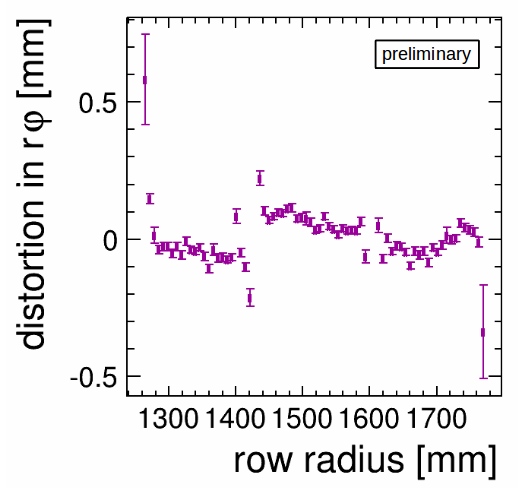 distortion in rφ [mm]
preliminary
0.5
0
-0.5
1300 1400 1500 1600 1700
row radius [mm]